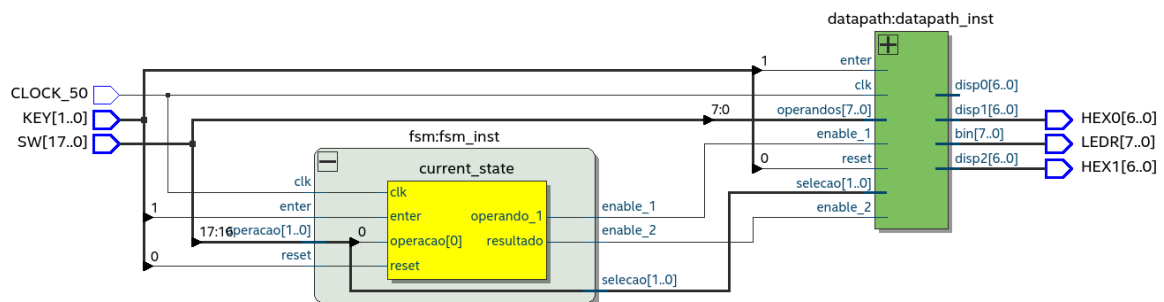 datapath:datapath_inst
1
enter
clk
disp0[6..0]
CLOCK_50
KEY[1..0]
SW[17..0]
7:0
operandos[7..0]
disp1[6..0]
HEX0[6..0]
fsm:fsm_inst
enable_1
bin[7..0]
LEDR[7..0]
current_state
0
reset
disp2[6..0]
HEX1[6..0]
clk
clk
selecao[1..0]
1
enter
enter
operando_1
enable_1
enable_2
17:16
operacao[1..0]
0
operacao[0]
resultado
enable_2
0
reset
reset
selecao[1..0]